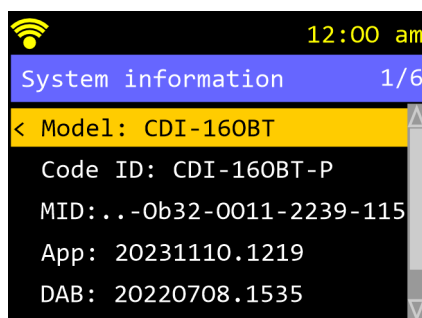 12:00 am
System information 1/6
< Model: CDI-160BT
Code ID: CDI-160BT-P
MID:..-0b32-0011-2239-115
App: 20231110.1219
DAB: 20220708.1535